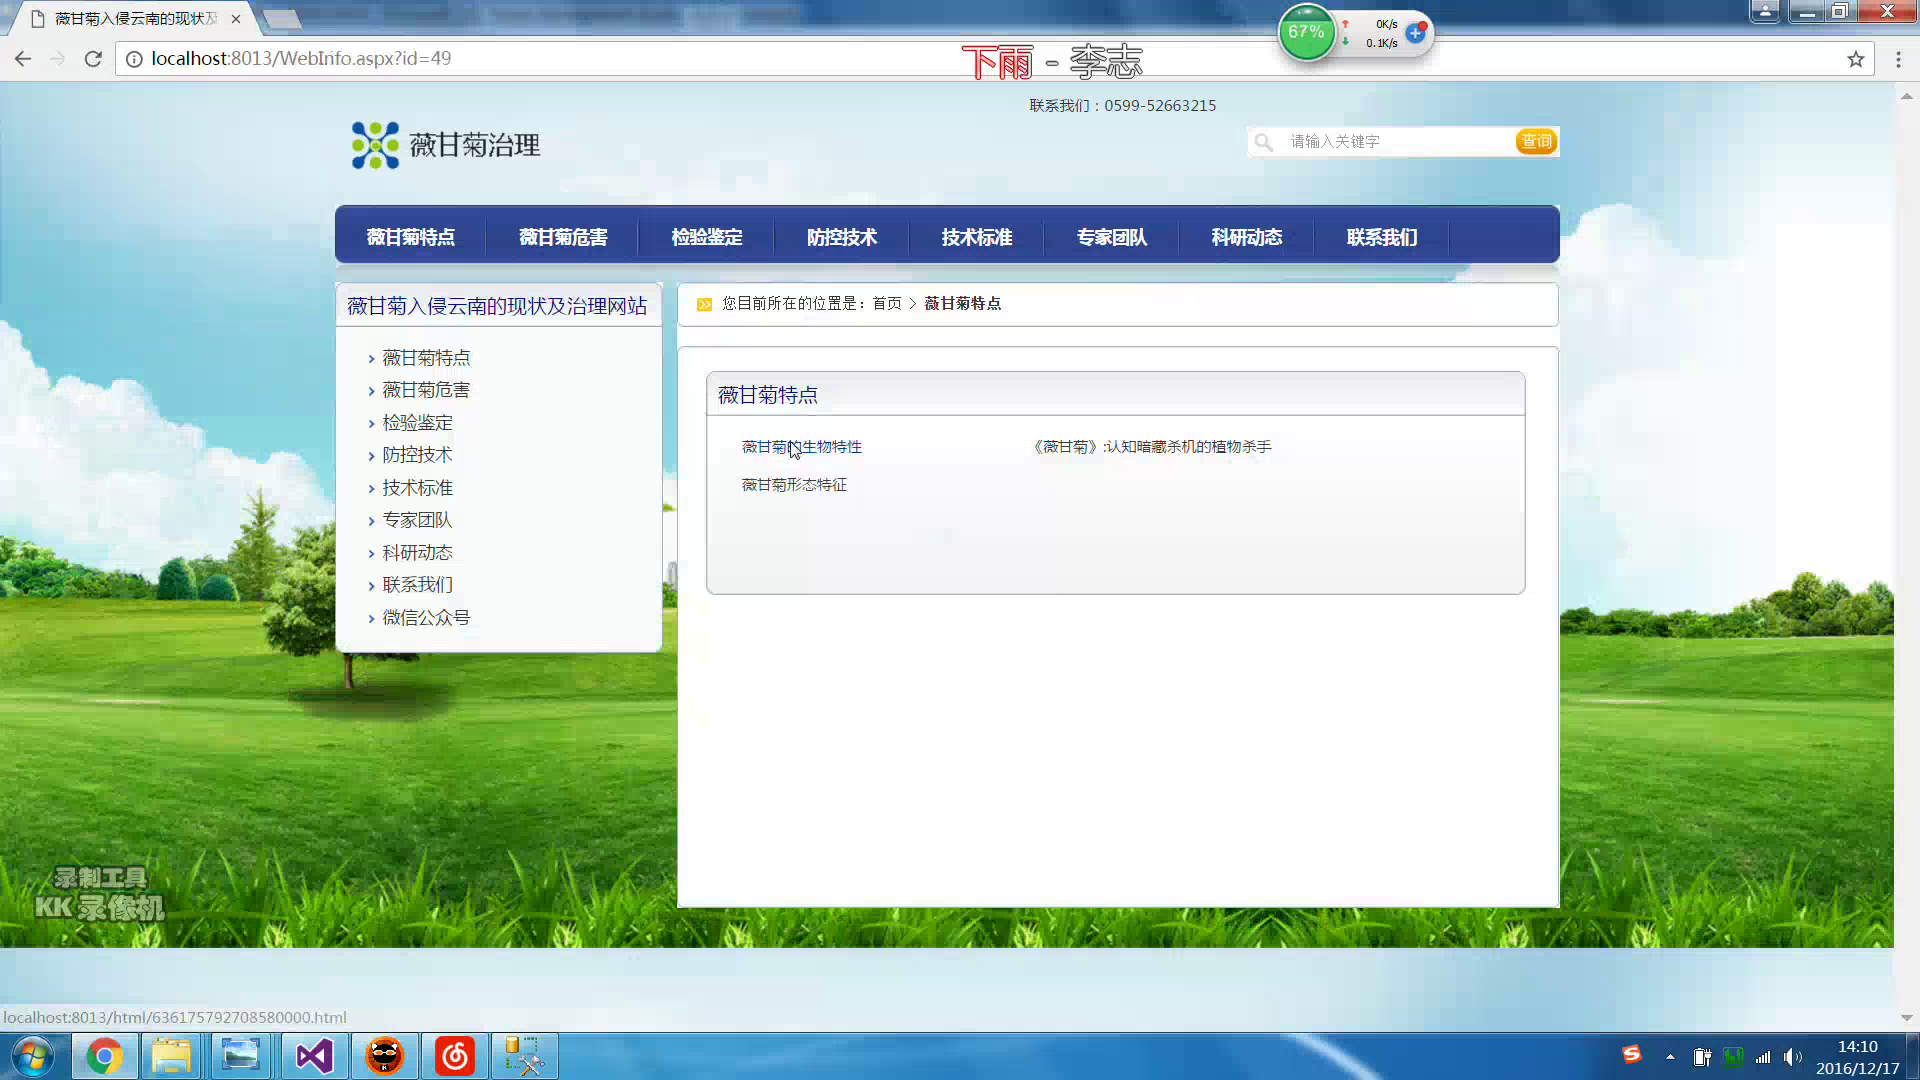 薇甘菊入侵云南的现状及
67%
0K/s
0.1K/s
localhost:8013/WebInfo.aspx?id=49
下雨 - 李志
联系我们：0599-52663215
薇甘菊治理
请输入关键字
查询
薇甘菊特点
薇甘菊危害
检验鉴定
防控技术
技术标准
专家团队
科研动态
联系我们
薇甘菊入侵云南的现状及治理网站
薇甘菊特点
薇甘菊危害
检验鉴定
防控技术
技术标准
专家团队
科研动态
联系我们
微信公众号
您目前所在的位置是：首页 > 薇甘菊特点
薇甘菊特点
薇甘菊的生物特性
《薇甘菊》:认知暗藏杀机的植物杀手
薇甘菊形态特征
录制工具
KK 录像机
localhost:8013/html/636175792708580000.html
14:10
2016/12/17